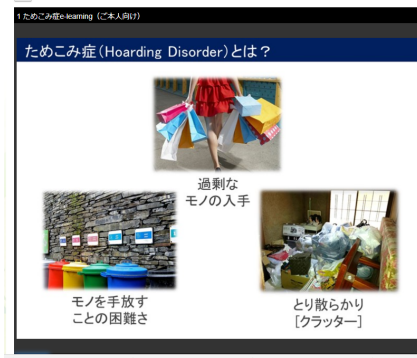 1 ためこみ症e-learning（ご本人向け）
ためこみ症（Hoarding Disorder）とは？
過剰な
モノの入手
モノを手放す
ことの困難さ
とり散らかり
[クラッター]